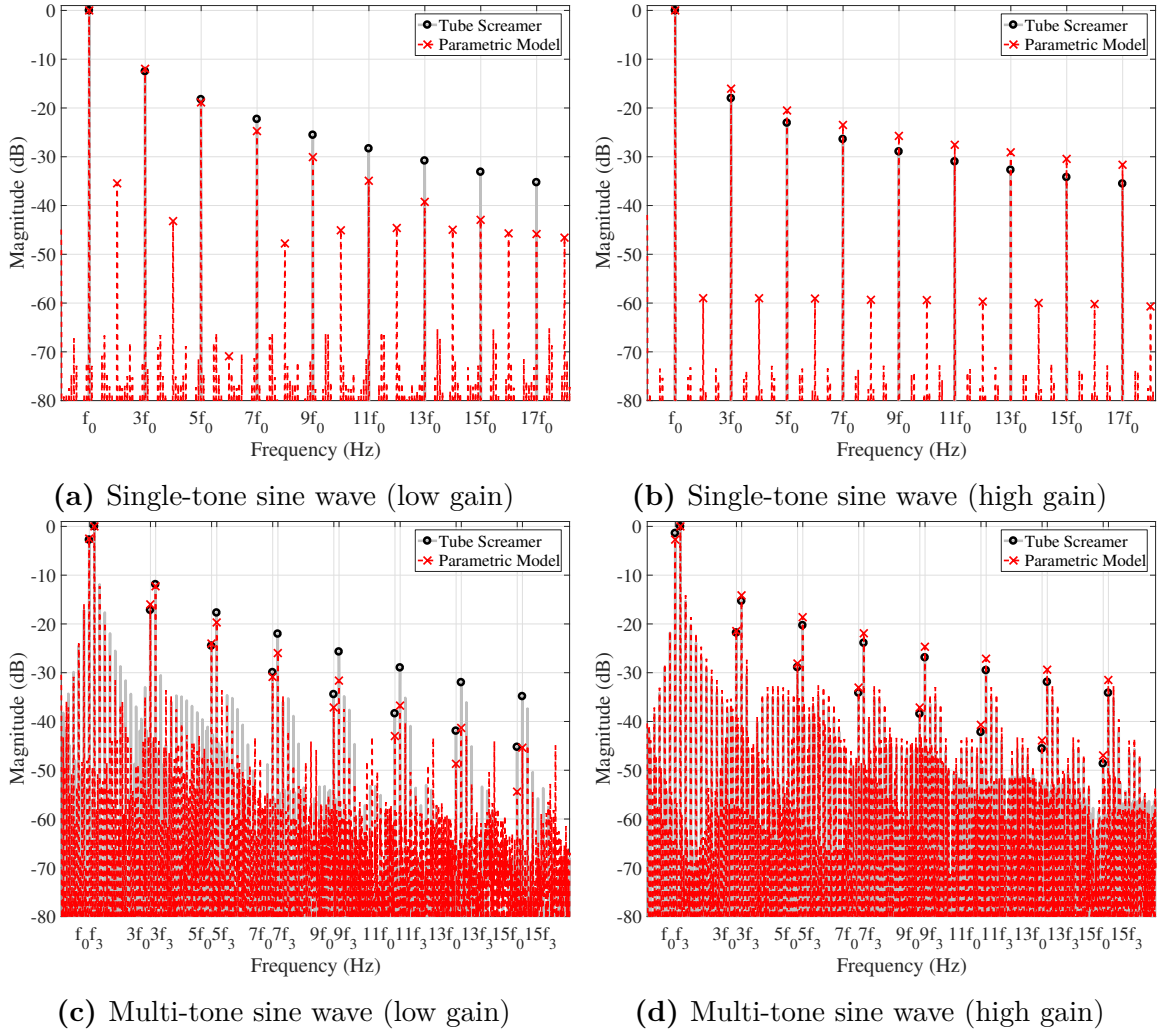 0
-10
-20
-30
-40
-50
-60
-70
-80
Magnitude (dB)
Tube Screamer
Parametric Model
f₀ 3f₀ 5f₀ 7f₀ 9f₀ 11f₀ 13f₀ 15f₀ 17f₀
Frequency (Hz)
(a) Single-tone sine wave (low gain)
0
-10
-20
-30
-40
-50
-60
-70
-80
Magnitude (dB)
Tube Screamer
Parametric Model
f₀ 3f₀ 5f₀ 7f₀ 9f₀ 11f₀ 13f₀ 15f₀ 17f₀
Frequency (Hz)
(b) Single-tone sine wave (high gain)
0
-10
-20
-30
-40
-50
-60
-70
-80
Magnitude (dB)
Tube Screamer
Parametric Model
f₀f₃ 3f₀3f₃ 5f₀5f₃ 7f₀7f₃ 9f₀9f₃ 11f₀11f₃ 13f₀13f₃ 15f₀15f₃
Frequency (Hz)
(c) Multi-tone sine wave (low gain)
0
-10
-20
-30
-40
-50
-60
-70
-80
Magnitude (dB)
Tube Screamer
Parametric Model
f₀f₃ 3f₀3f₃ 5f₀5f₃ 7f₀7f₃ 9f₀9f₃ 11f₀11f₃ 13f₀13f₃ 15f₀15f₃
Frequency (Hz)
(d) Multi-tone sine wave (high gain)